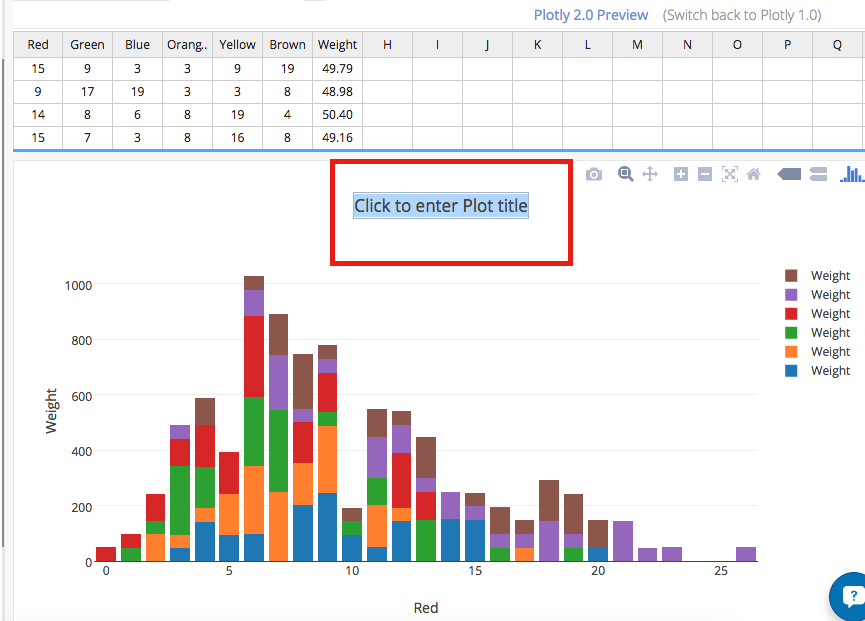 Plotly 2.0 Preview (Switch back to Plotly 1.0)
Red Green Blue Orang.. Yellow Brown Weight H I J K L M N O P Q
15 9 3 3 9 19 49.79
9 17 19 3 3 8 48.98
14 8 6 8 19 4 50.40
15 7 3 8 16 8 49.16
Click to enter Plot title
Weight
Weight
Weight
Weight
Weight
Weight
1000
800
600
400
200
0
Weight
0 5 10 15 20 25
Red
?